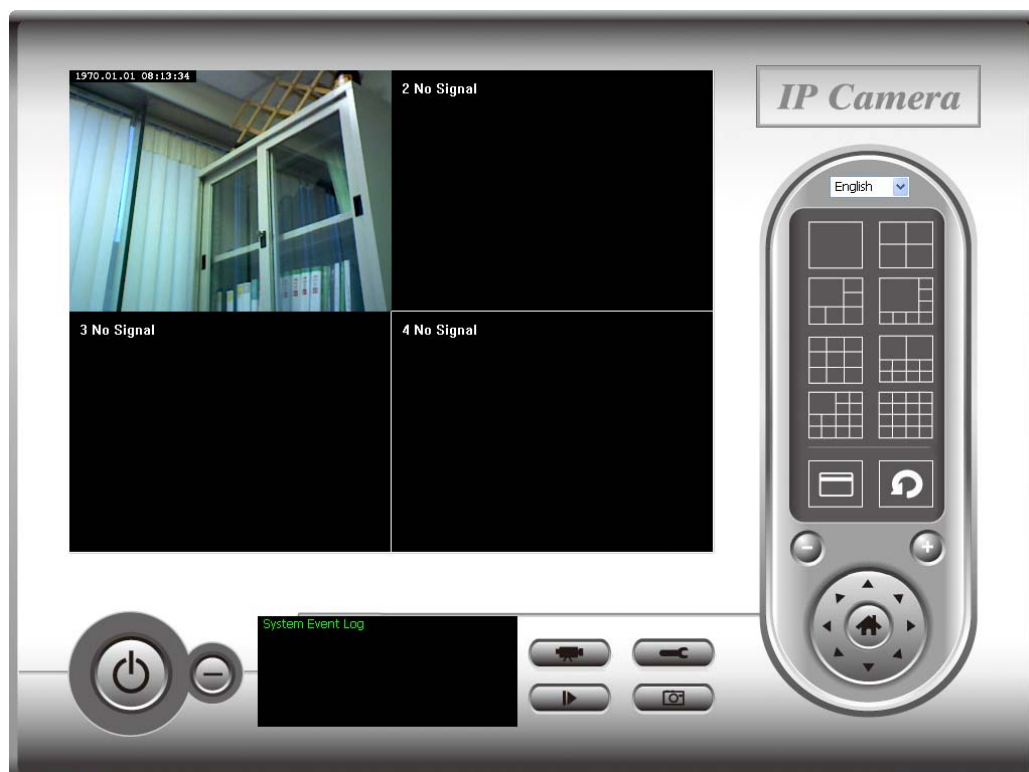 1970.01.01 08:13:34
2 No Signal
IP Camera
English
3 No Signal
4 No Signal
System Event Log